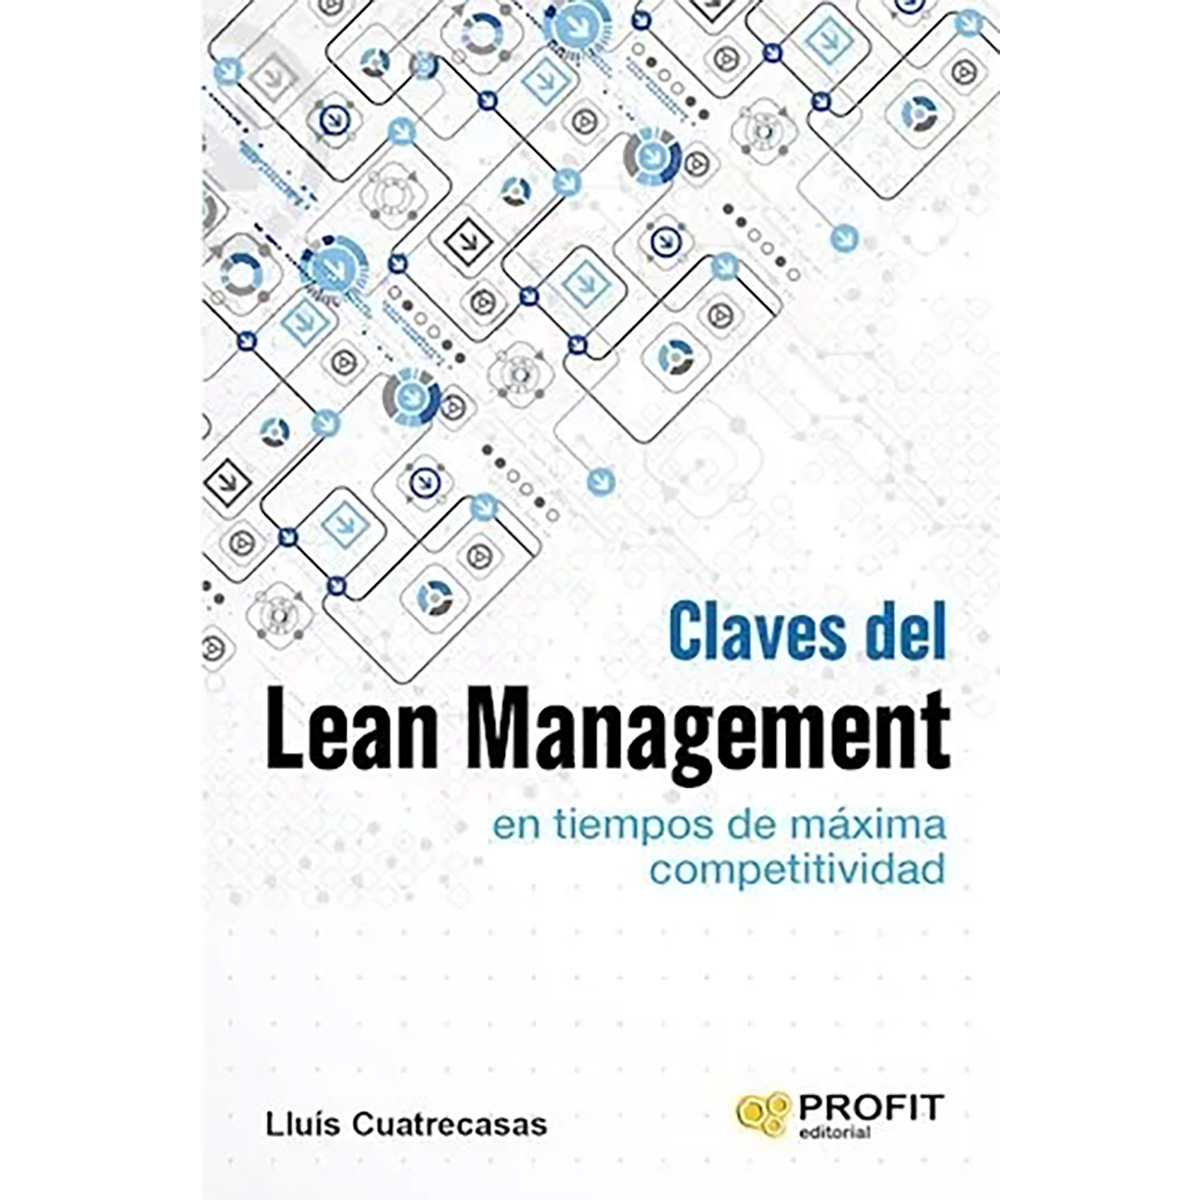 Claves del
Lean Management
en tiempos de máxima
competitividad
Lluís Cuatrecasas
PROFIT
editorial